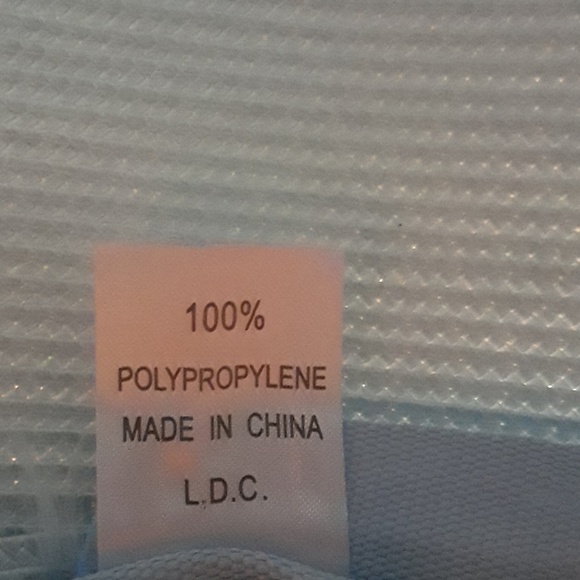 100%
POLYPROPYLENE
MADE IN CHINA
L.D.C.